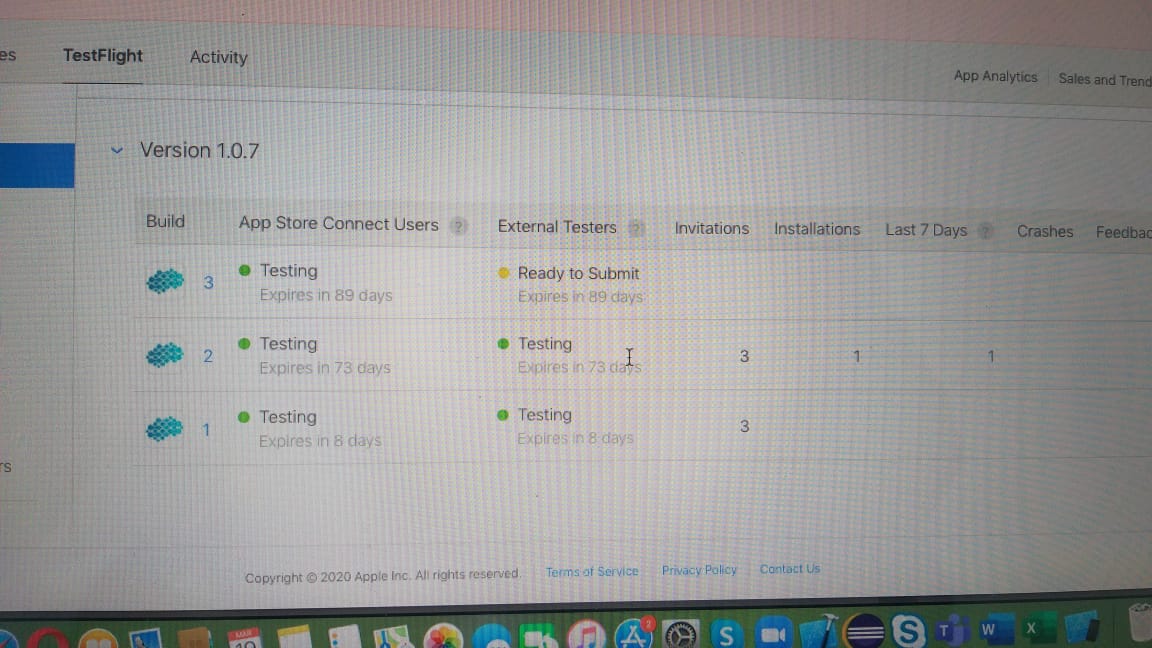 es TestFlight Activity
App Analytics Sales and Trend
Version 1.0.7
Build App Store Connect Users ? External Testers ? Invitations Installations Last 7 Days ? Crashes Feedbac
3 Testing Ready to Submit
Expires in 89 days Expires in 89 days
2 Testing Testing 3 1 1
Expires in 73 days Expires in 73 days
1 Testing Testing 3
Expires in 8 days Expires in 8 days
rs
Copyright © 2020 Apple Inc. All rights reserved. Terms of Service Privacy Policy Contact Us
MAR 2 S S T W X